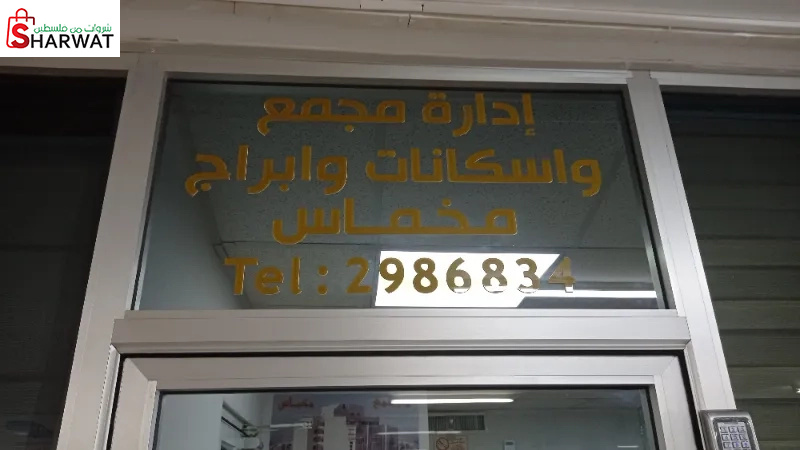 شروات من فلسطين
SHARWAT
إدارة مجمع
واسكانات وابراج
مخماس
Tel : 2986834